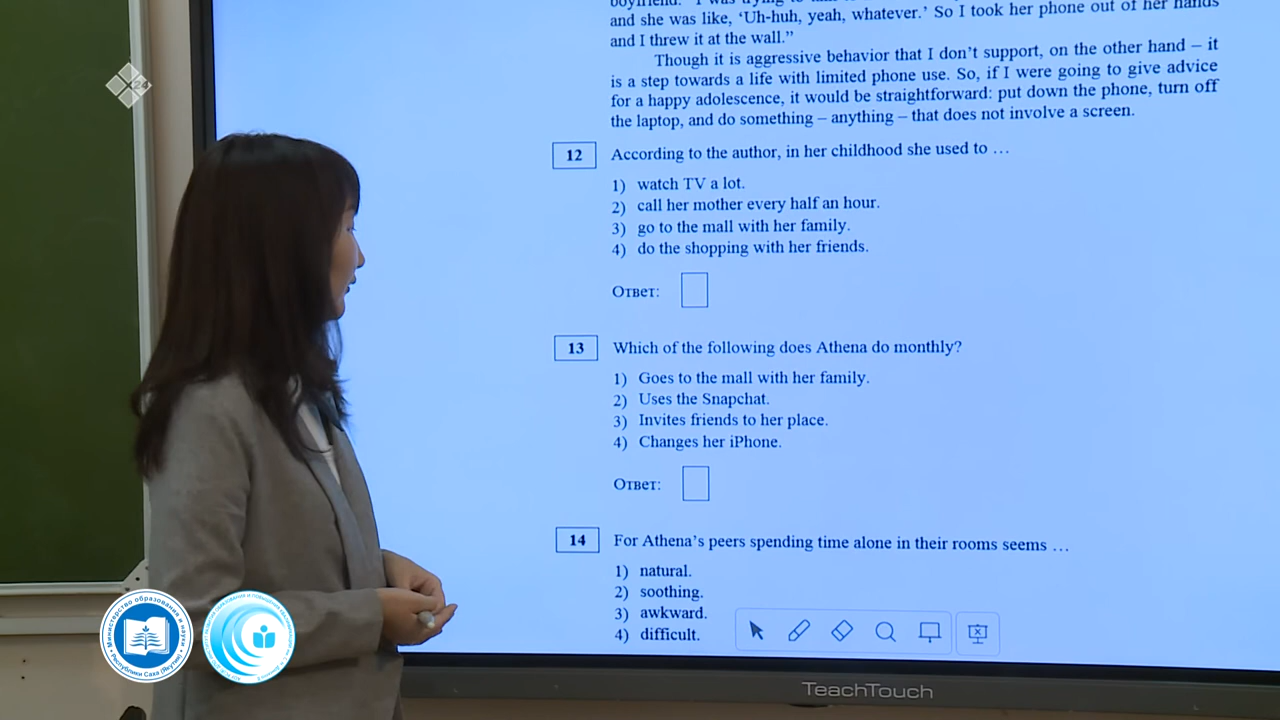 and she was like, ‘Uh-huh, yeah, whatever.’ So I took her phone out of her hands
and I threw it at the wall.”
Though it is aggressive behavior that I don’t support, on the other hand – it
is a step towards a life with limited phone use. So, if I were going to give advice
for a happy adolescence, it would be straightforward: put down the phone, turn off
the laptop, and do something – anything – that does not involve a screen.
12 According to the author, in her childhood she used to …
1) watch TV a lot.
2) call her mother every half an hour.
3) go to the mall with her family.
4) do the shopping with her friends.
Ответ:
13 Which of the following does Athena do monthly?
1) Goes to the mall with her family.
2) Uses the Snapchat.
3) Invites friends to her place.
4) Changes her iPhone.
Ответ:
14 For Athena’s peers spending time alone in their rooms seems …
1) natural.
2) soothing.
3) awkward.
4) difficult.
TeachTouch
Министерство образования и науки
Республики Саха (Якутия)